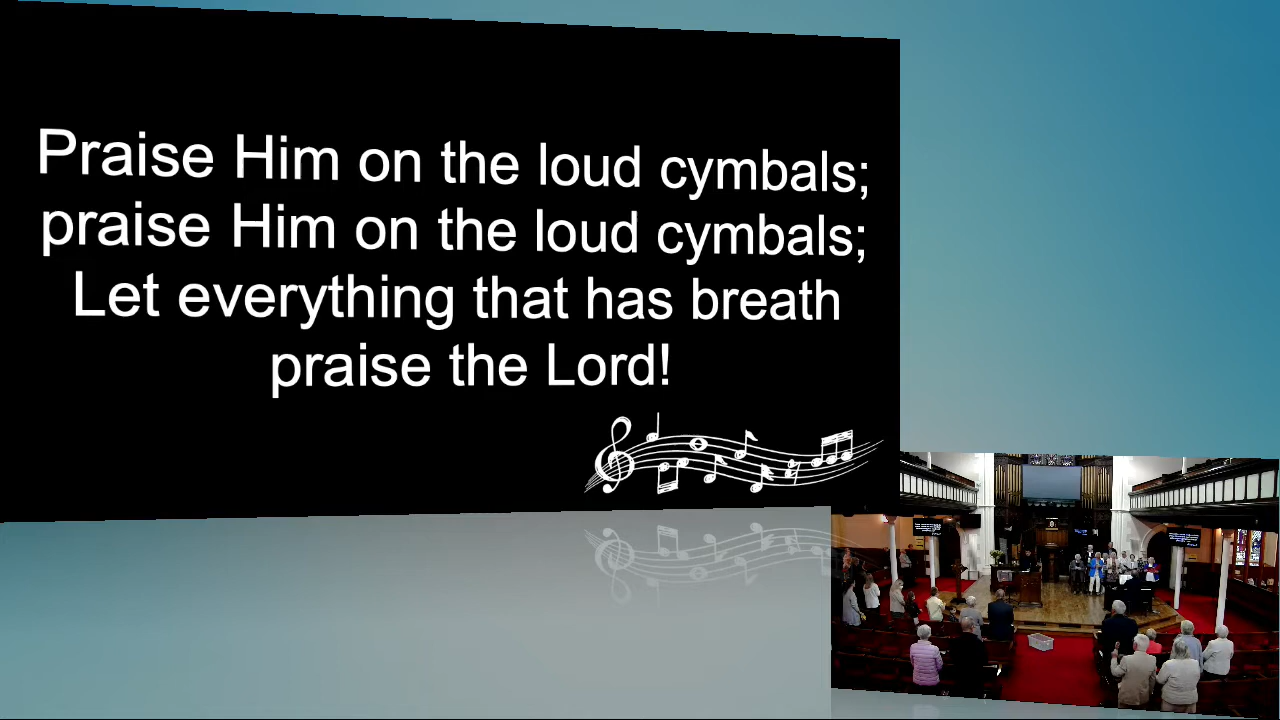 Praise Him on the loud cymbals;
praise Him on the loud cymbals;
Let everything that has breath
praise the Lord!